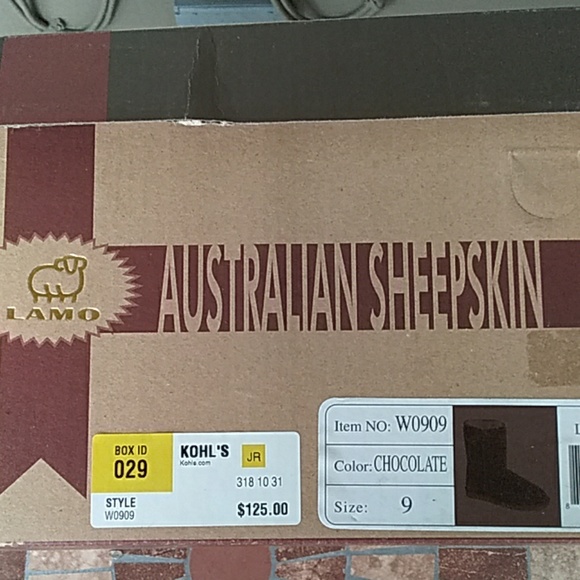 AUSTRALIAN SHEEPSKIN
LAMO
BOX ID
029
KOHL'S
Kohls.com
JR
318 10 31
STYLE
W0909
$125.00
Item NO: W0909
Color: CHOCOLATE
Size: 9